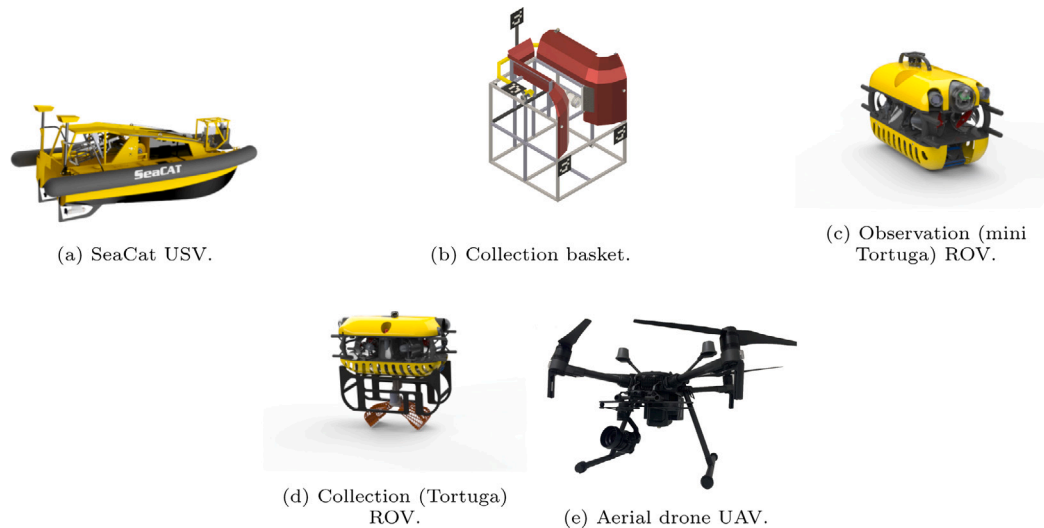 SeaCAT
(a) SeaCat USV.
(b) Collection basket.
(c) Observation (mini
Tortuga) ROV.
(d) Collection (Tortuga)
ROV.
(e) Aerial drone UAV.